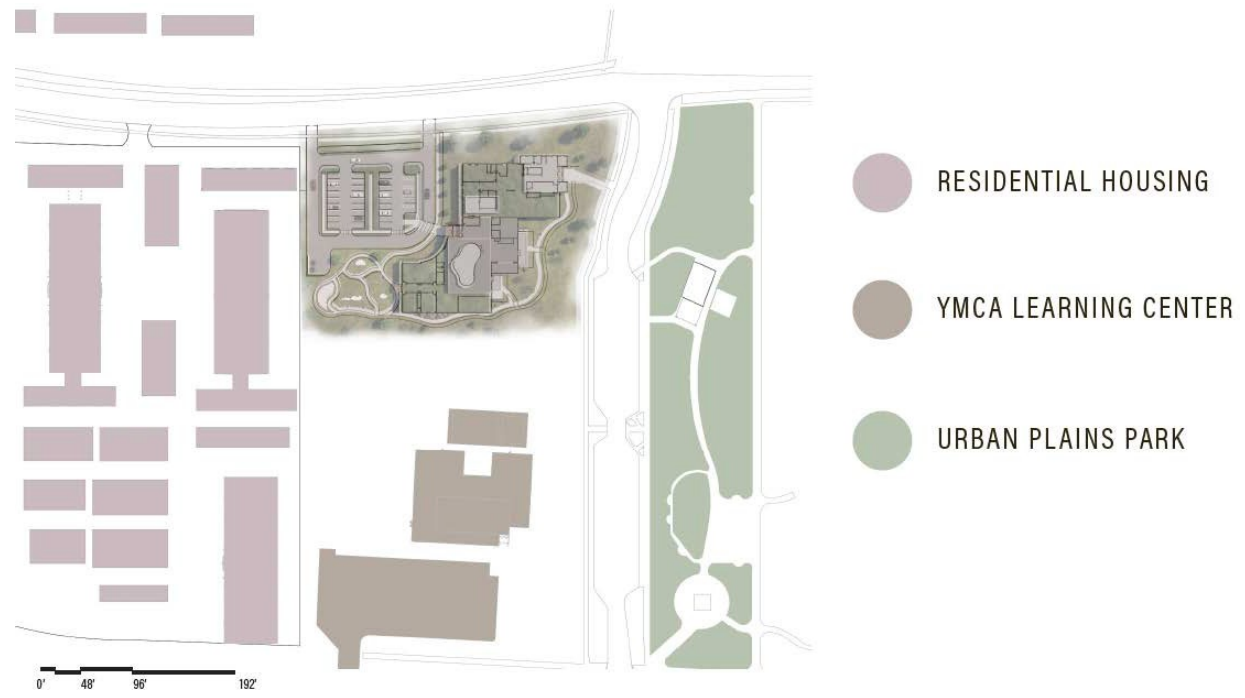 RESIDENTIAL HOUSING
YMCA LEARNING CENTER
URBAN PLAINS PARK
0' 48' 96' 192'